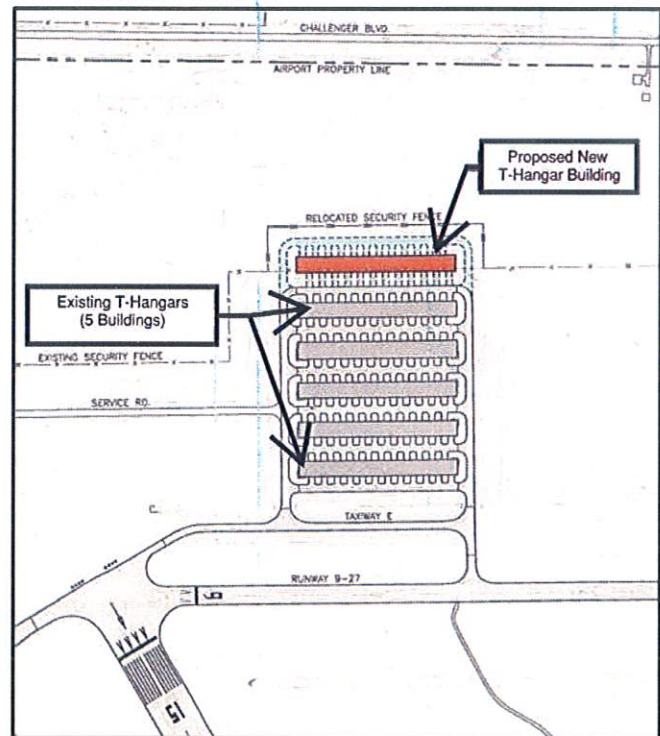 CHALLENGER BLVD.
AIRPORT PROPERTY LINE
Proposed New
T-Hangar Building
RELOCATED SECURITY FENCE
Existing T-Hangars
(5 Buildings)
EXISTING SECURITY FENCE
SERVICE RD.
TAXIWAY E
RUNWAY 9-27
9
15